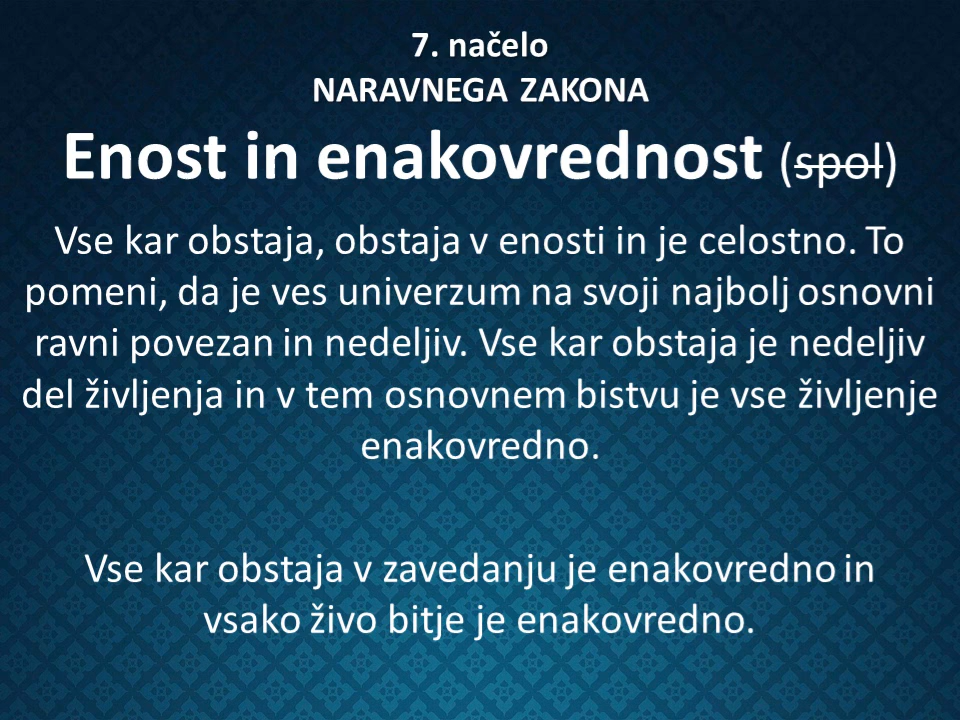 7. načelo
NARAVNEGA ZAKONA
Enost in enakovrednost (spol)
Vse kar obstaja, obstaja v enosti in je celostno. To
pomeni, da je ves univerzum na svoji najbolj osnovni
ravni povezan in nedeljiv. Vse kar obstaja je nedeljiv
del življenja in v tem osnovnem bistvu je vse življenje
enakovredno.
Vse kar obstaja v zavedanju je enakovredno in
vsako živo bitje je enakovredno.